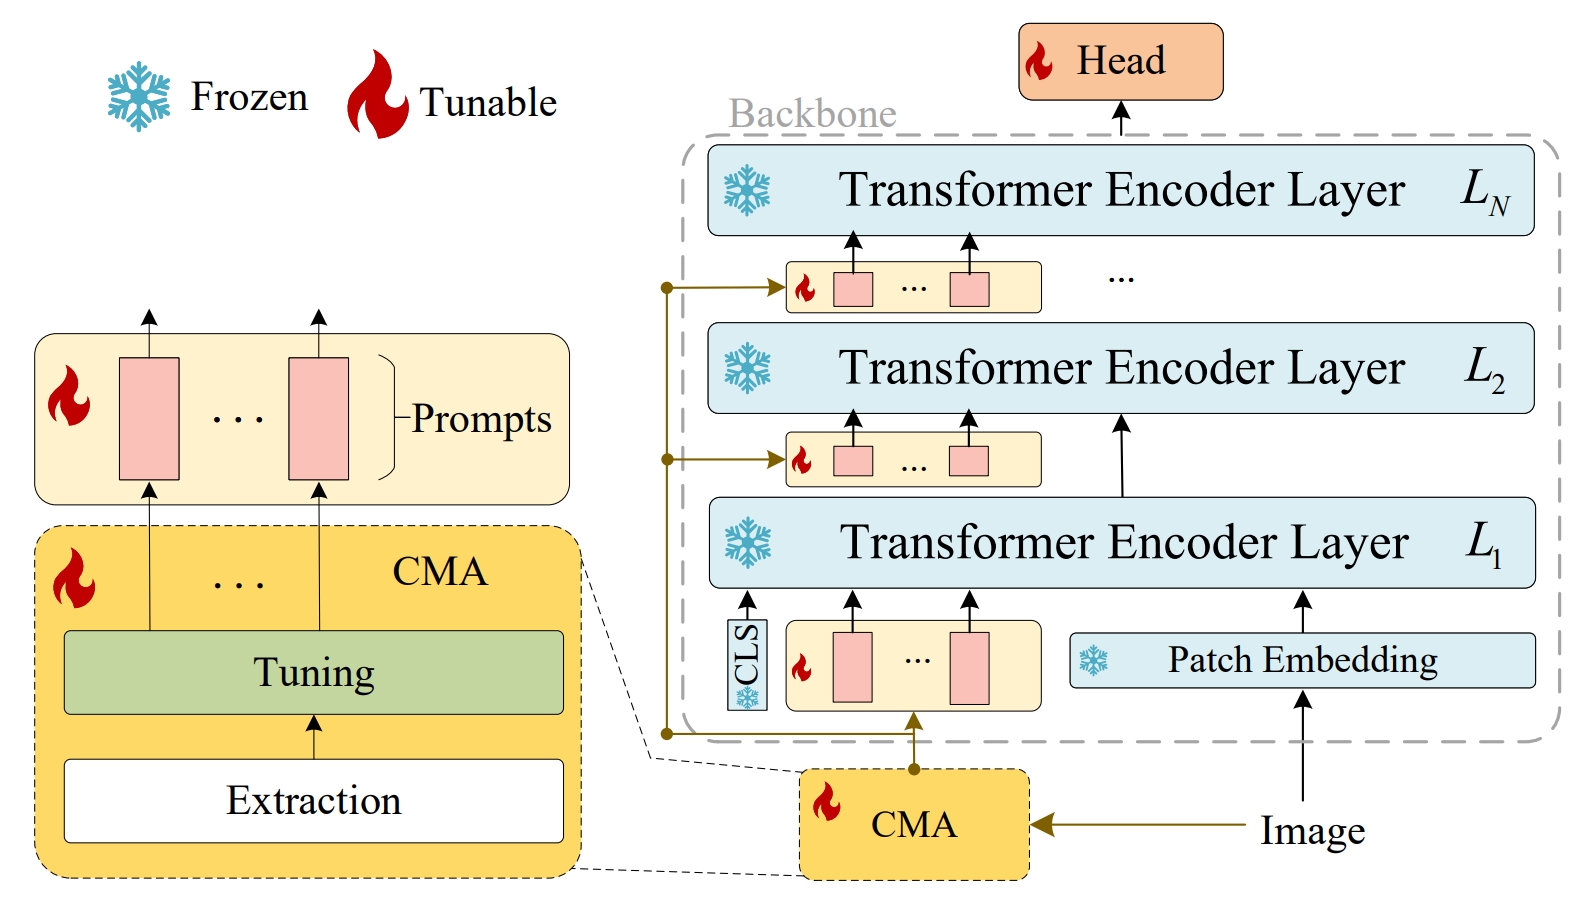 Frozen
Tunable
Head
Backbone
Transformer Encoder Layer L_N
...
...
Transformer Encoder Layer L_2
...
Transformer Encoder Layer L_1
CLS
...
Patch Embedding
CMA
Image
... Prompts
... CMA
Tuning
Extraction